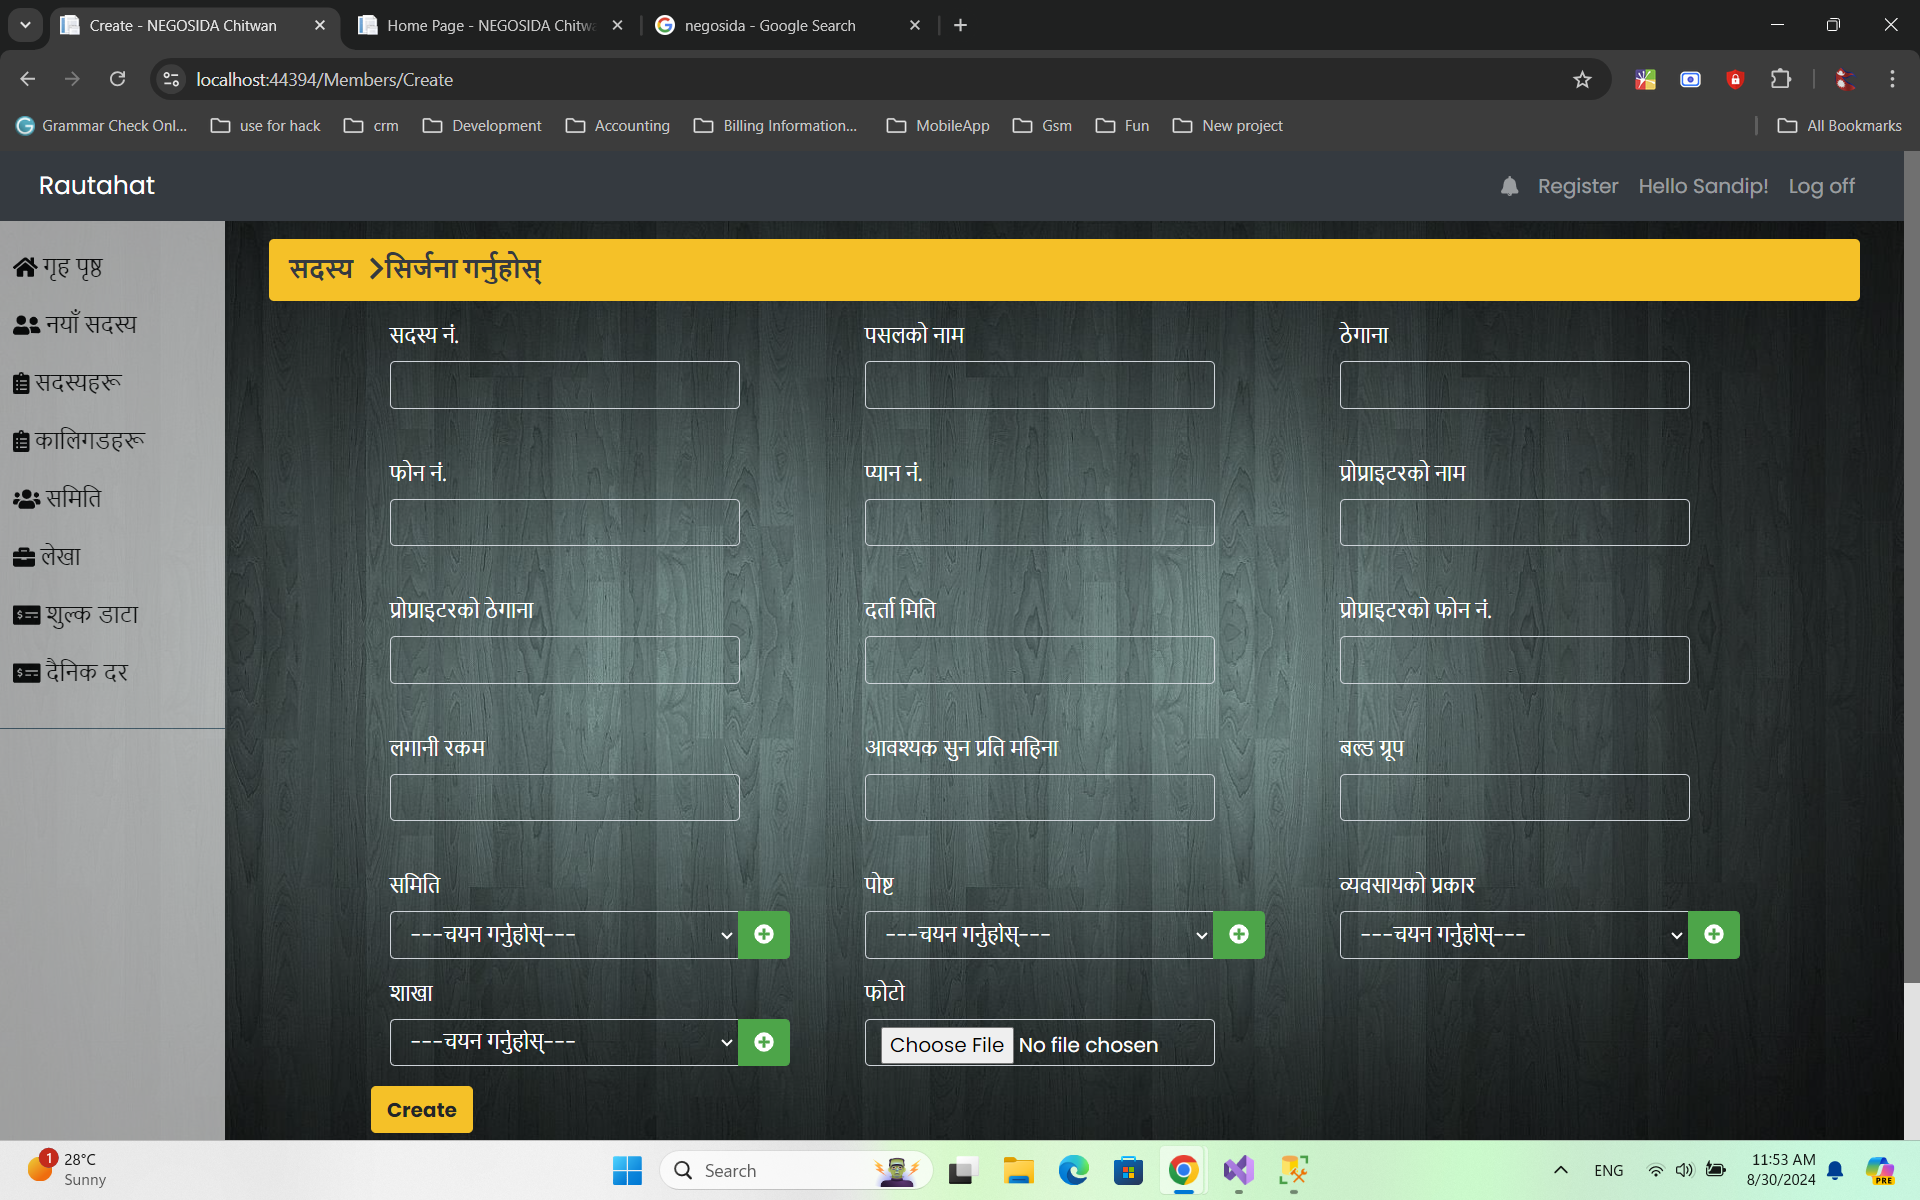 Create - NEGOSIDA Chitwan
Home Page - NEGOSIDA Chitwa
negosida - Google Search
localhost:44394/Members/Create
Grammar Check Onl...
use for hack
crm
Development
Accounting
Billing Information...
MobileApp
Gsm
Fun
New project
All Bookmarks
Rautahat
Register
Hello Sandip!
Log off
गृह पृष्ठ
नयाँ सदस्य
सदस्यहरू
कालिगडहरू
समिति
लेखा
शुल्क डाटा
दैनिक दर
सदस्य >सिर्जना गर्नुहोस्
सदस्य नं.
पसलको नाम
ठेगाना
फोन नं.
प्यान नं.
प्रोप्राइटरको नाम
प्रोप्राइटरको ठेगाना
दर्ता मिति
प्रोप्राइटरको फोन नं.
लगानी रकम
आवश्यक सुन प्रति महिना
बल्ड ग्रूप
समिति
पोष्ट
व्यवसायको प्रकार
---चयन गर्नुहोस्---
---चयन गर्नुहोस्---
---चयन गर्नुहोस्---
शाखा
फोटो
---चयन गर्नुहोस्---
Choose File No file chosen
Create
1
28°C
Sunny
Search
ENG
11:53 AM
8/30/2024
PRE